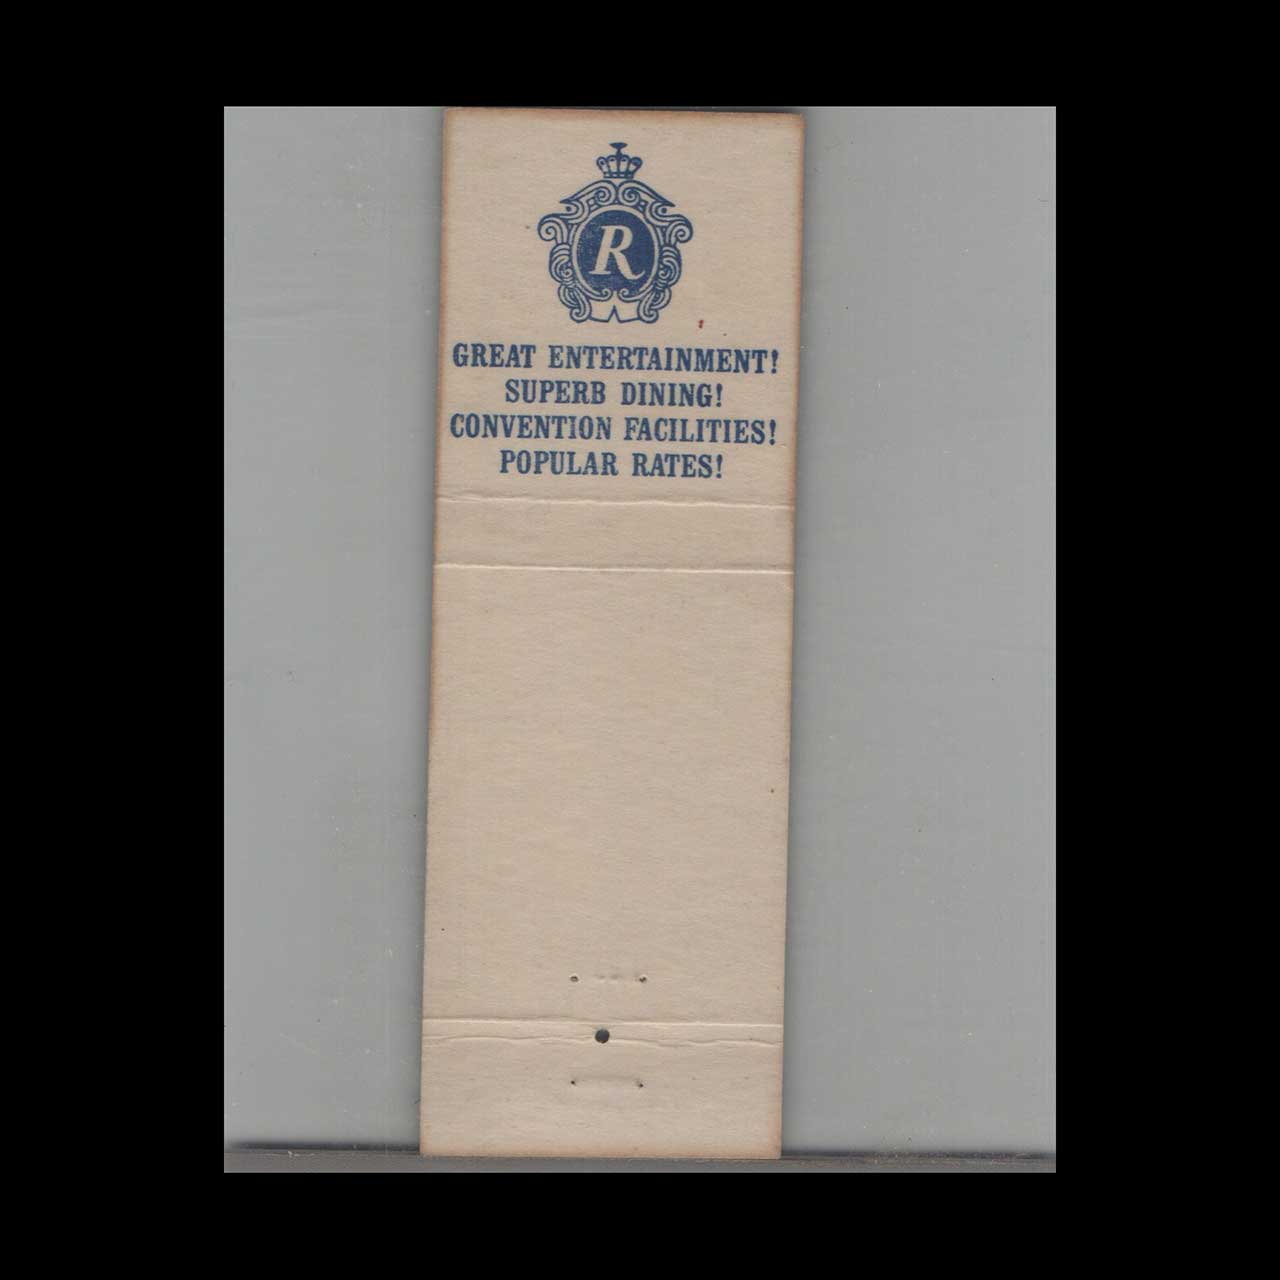 R
GREAT ENTERTAINMENT!
SUPERB DINING!
CONVENTION FACILITIES!
POPULAR RATES!